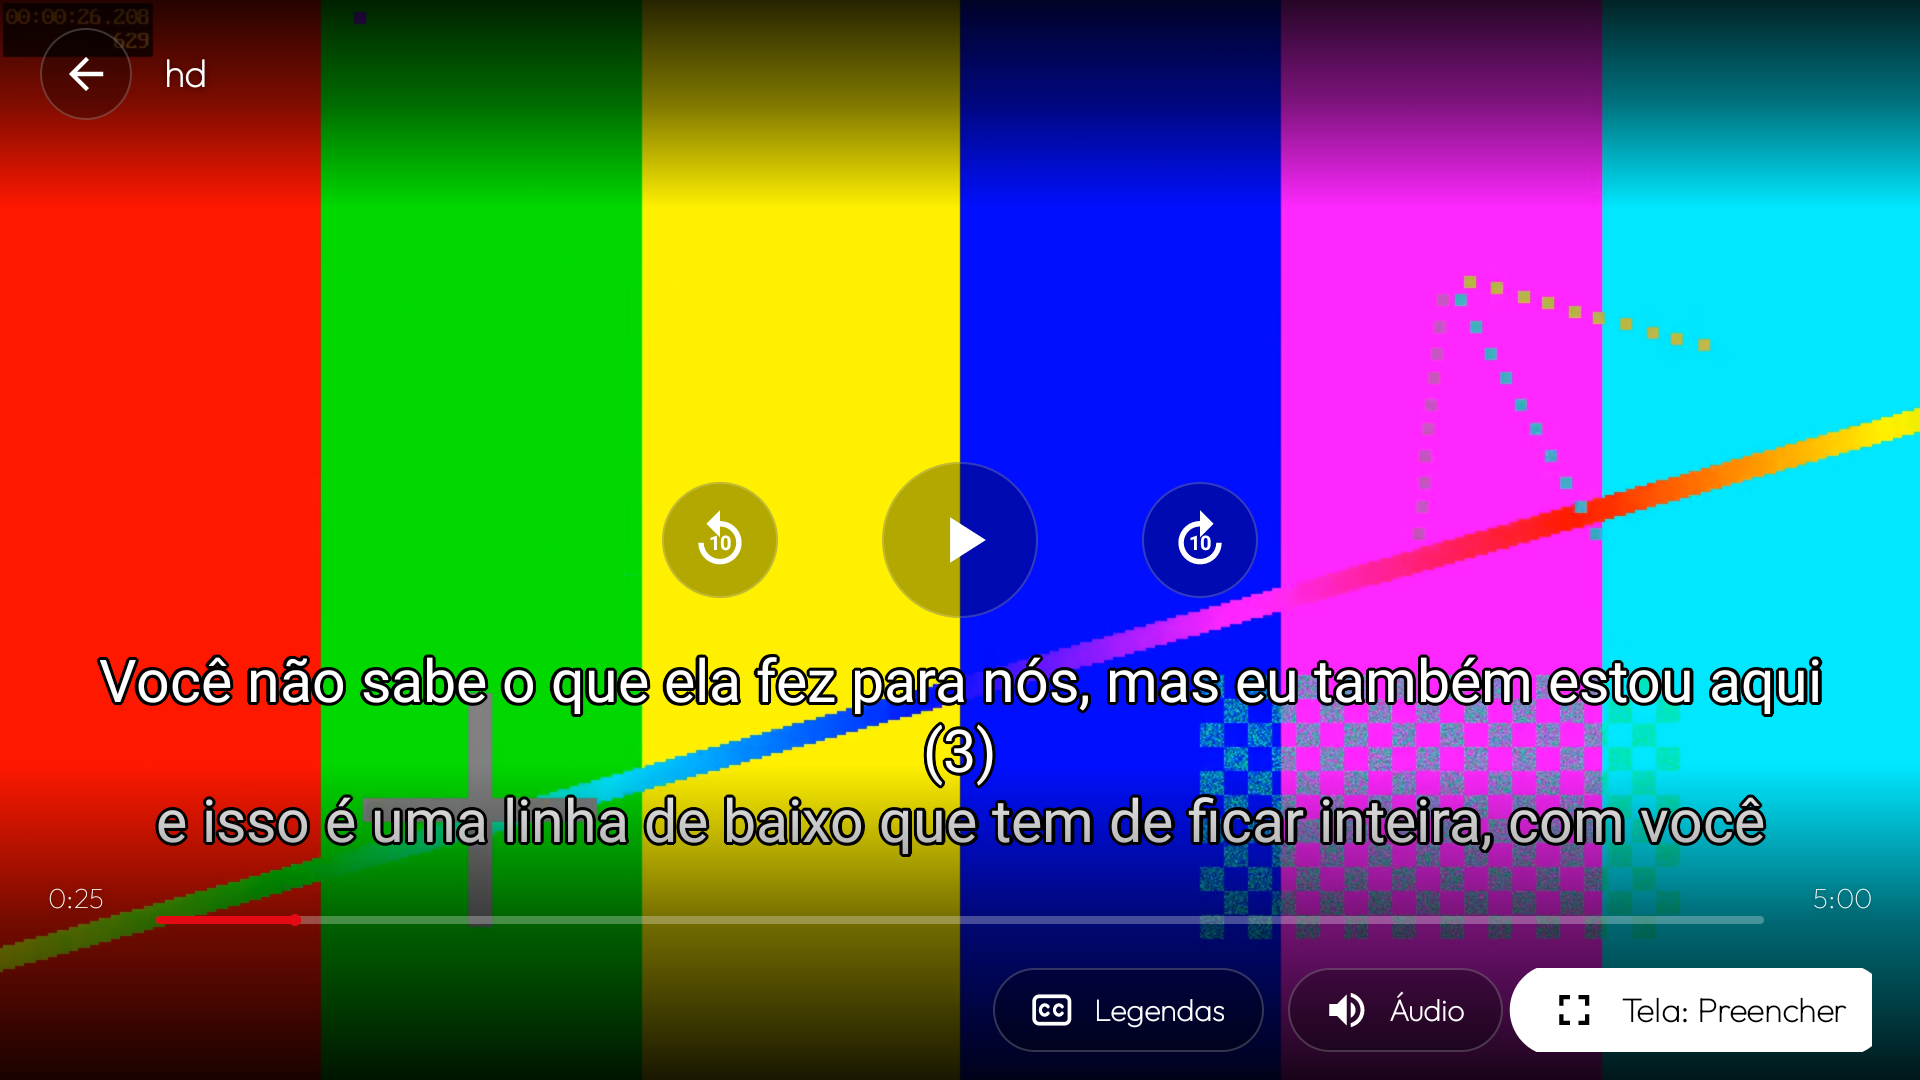 00:00:26.208
629
hd
10
10
Você não sabe o que ela fez para nós, mas eu também estou aqui
(3)
e isso é uma linha de baixo que tem de ficar inteira, com você
0:25
5:00
CC Legendas
Áudio
Tela: Preencher